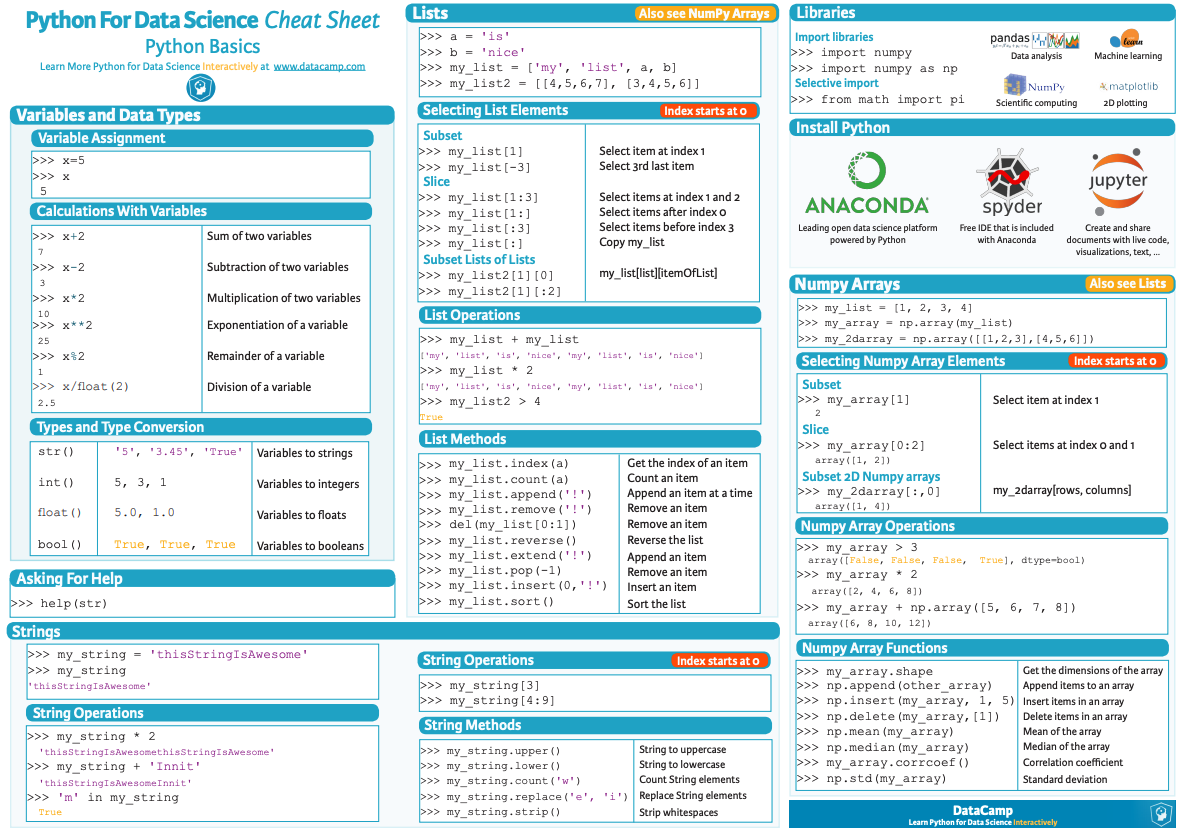 Python For Data Science Cheat Sheet
Python Basics
Learn More Python for Data Science Interactively at www.datacamp.com
Variables and Data Types
Variable Assignment
>>> x=5
>>> x
5
Calculations With Variables
>>> x+2 Sum of two variables
7
>>> x-2 Subtraction of two variables
3
>>> x*2 Multiplication of two variables
10
>>> x**2 Exponentiation of a variable
25
>>> x%2 Remainder of a variable
1
>>> x/float(2) Division of a variable
2.5
Types and Type Conversion
str() '5', '3.45', 'True' Variables to strings
int() 5, 3, 1 Variables to integers
float() 5.0, 1.0 Variables to floats
bool() True, True, True Variables to booleans
Asking For Help
>>> help(str)
Lists Also see NumPy Arrays
>>> a = 'is'
>>> b = 'nice'
>>> my_list = ['my', 'list', a, b]
>>> my_list2 = [[4,5,6,7], [3,4,5,6]]
Selecting List Elements Index starts at 0
Subset
>>> my_list[1] Select item at index 1
>>> my_list[-3] Select 3rd last item
Slice
>>> my_list[1:3] Select items at index 1 and 2
>>> my_list[1:] Select items after index 0
>>> my_list[:3] Select items before index 3
>>> my_list[:] Copy my_list
Subset Lists of Lists
>>> my_list2[1][0] my_list[list][itemOfList]
>>> my_list2[1][:2]
List Operations
>>> my_list + my_list
['my', 'list', 'is', 'nice', 'my', 'list', 'is', 'nice']
>>> my_list * 2
['my', 'list', 'is', 'nice', 'my', 'list', 'is', 'nice']
>>> my_list2 > 4
True
List Methods
>>> my_list.index(a) Get the index of an item
>>> my_list.count(a) Count an item
>>> my_list.append('!') Append an item at a time
>>> my_list.remove('!') Remove an item
>>> del(my_list[0:1]) Remove an item
>>> my_list.reverse() Reverse the list
>>> my_list.extend('!') Append an item
>>> my_list.pop(-1) Remove an item
>>> my_list.insert(0,'!') Insert an item
>>> my_list.sort() Sort the list
Strings
>>> my_string = 'thisStringIsAwesome'
>>> my_string
'thisStringIsAwesome'
String Operations
>>> my_string * 2
'thisStringIsAwesomethisStringIsAwesome'
>>> my_string + 'Innit'
'thisStringIsAwesomeInnit'
>>> 'm' in my_string
True
String Operations Index starts at 0
>>> my_string[3]
>>> my_string[4:9]
String Methods
>>> my_string.upper() String to uppercase
>>> my_string.lower() String to lowercase
>>> my_string.count('w') Count String elements
>>> my_string.replace('e', 'i') Replace String elements
>>> my_string.strip() Strip whitespaces
Libraries
Import libraries
>>> import numpy
>>> import numpy as np
Selective import
>>> from math import pi
pandas
Data analysis
learn
Machine learning
NumPy
Scientific computing
matplotlib
2D plotting
Install Python
ANACONDA
Leading open data science platform
powered by Python
spyder
Free IDE that is included
with Anaconda
jupyter
Create and share
documents with live code,
visualizations, text, ...
Numpy Arrays Also see Lists
>>> my_list = [1, 2, 3, 4]
>>> my_array = np.array(my_list)
>>> my_2darray = np.array([[1,2,3],[4,5,6]])
Selecting Numpy Array Elements Index starts at 0
Subset
>>> my_array[1] Select item at index 1
2
Slice
>>> my_array[0:2] Select items at index 0 and 1
array([1, 2])
Subset 2D Numpy arrays
>>> my_2darray[:,0] my_2darray[rows, columns]
array([1, 4])
Numpy Array Operations
>>> my_array > 3
array([False, False, False, True], dtype=bool)
>>> my_array * 2
array([2, 4, 6, 8])
>>> my_array + np.array([5, 6, 7, 8])
array([6, 8, 10, 12])
Numpy Array Functions
>>> my_array.shape Get the dimensions of the array
>>> np.append(other_array) Append items to an array
>>> np.insert(my_array, 1, 5) Insert items in an array
>>> np.delete(my_array,[1]) Delete items in an array
>>> np.mean(my_array) Mean of the array
>>> np.median(my_array) Median of the array
>>> my_array.corrcoef() Correlation coefficient
>>> np.std(my_array) Standard deviation
DataCamp
Learn Python for Data Science Interactively